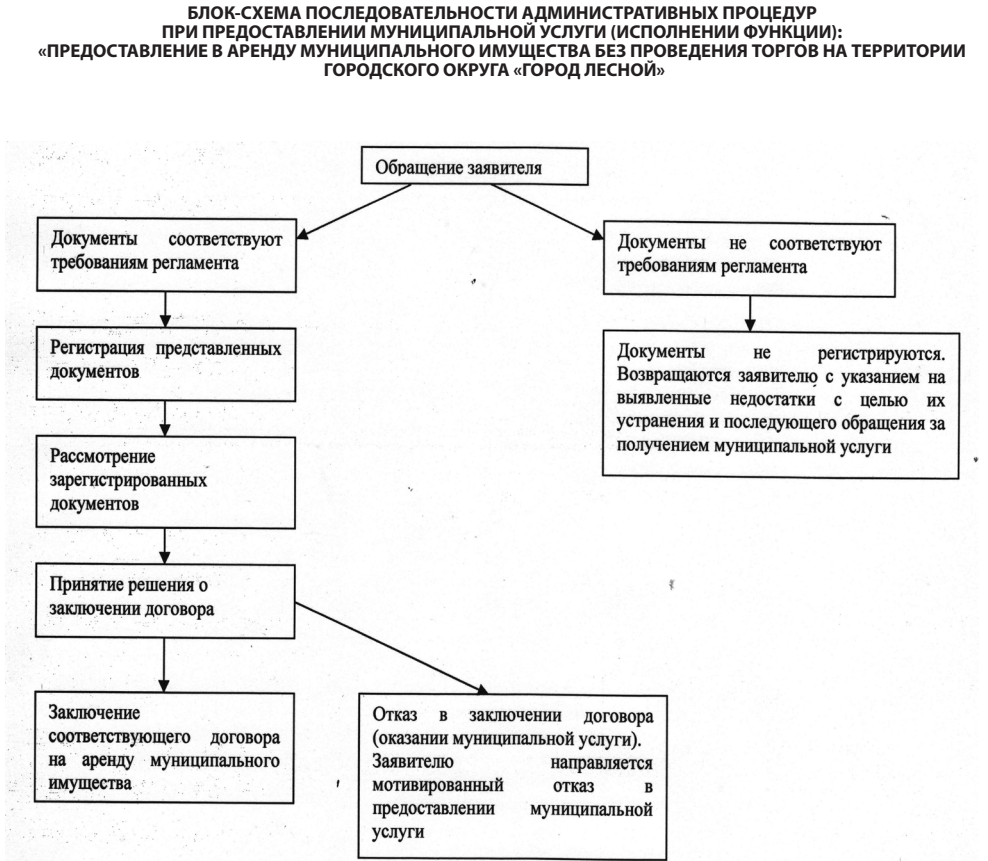 БЛОК-СХЕМА ПОСЛЕДОВАТЕЛЬНОСТИ АДМИНИСТРАТИВНЫХ ПРОЦЕДУР
ПРИ ПРЕДОСТАВЛЕНИИ МУНИЦИПАЛЬНОЙ УСЛУГИ (ИСПОЛНЕНИИ ФУНКЦИИ):
«ПРЕДОСТАВЛЕНИЕ В АРЕНДУ МУНИЦИПАЛЬНОГО ИМУЩЕСТВА БЕЗ ПРОВЕДЕНИЯ ТОРГОВ НА ТЕРРИТОРИИ
ГОРОДСКОГО ОКРУГА «ГОРОД ЛЕСНОЙ»
Обращение заявителя
Документы соответствуют
требованиям регламента
Документы не соответствуют
требованиям регламента
Регистрация представленных
документов
Документы не регистрируются.
Возвращаются заявителю с указанием на
выявленные недостатки с целью их
устранения и последующего обращения за
получением муниципальной услуги
Рассмотрение
зарегистрированных
документов
Принятие решения о
заключении договора
Заключение
соответствующего договора
на аренду муниципального
имущества
Отказ в заключении договора
(оказании муниципальной услуги).
Заявителю направляется
мотивированный отказ в
предоставлении муниципальной
услуги